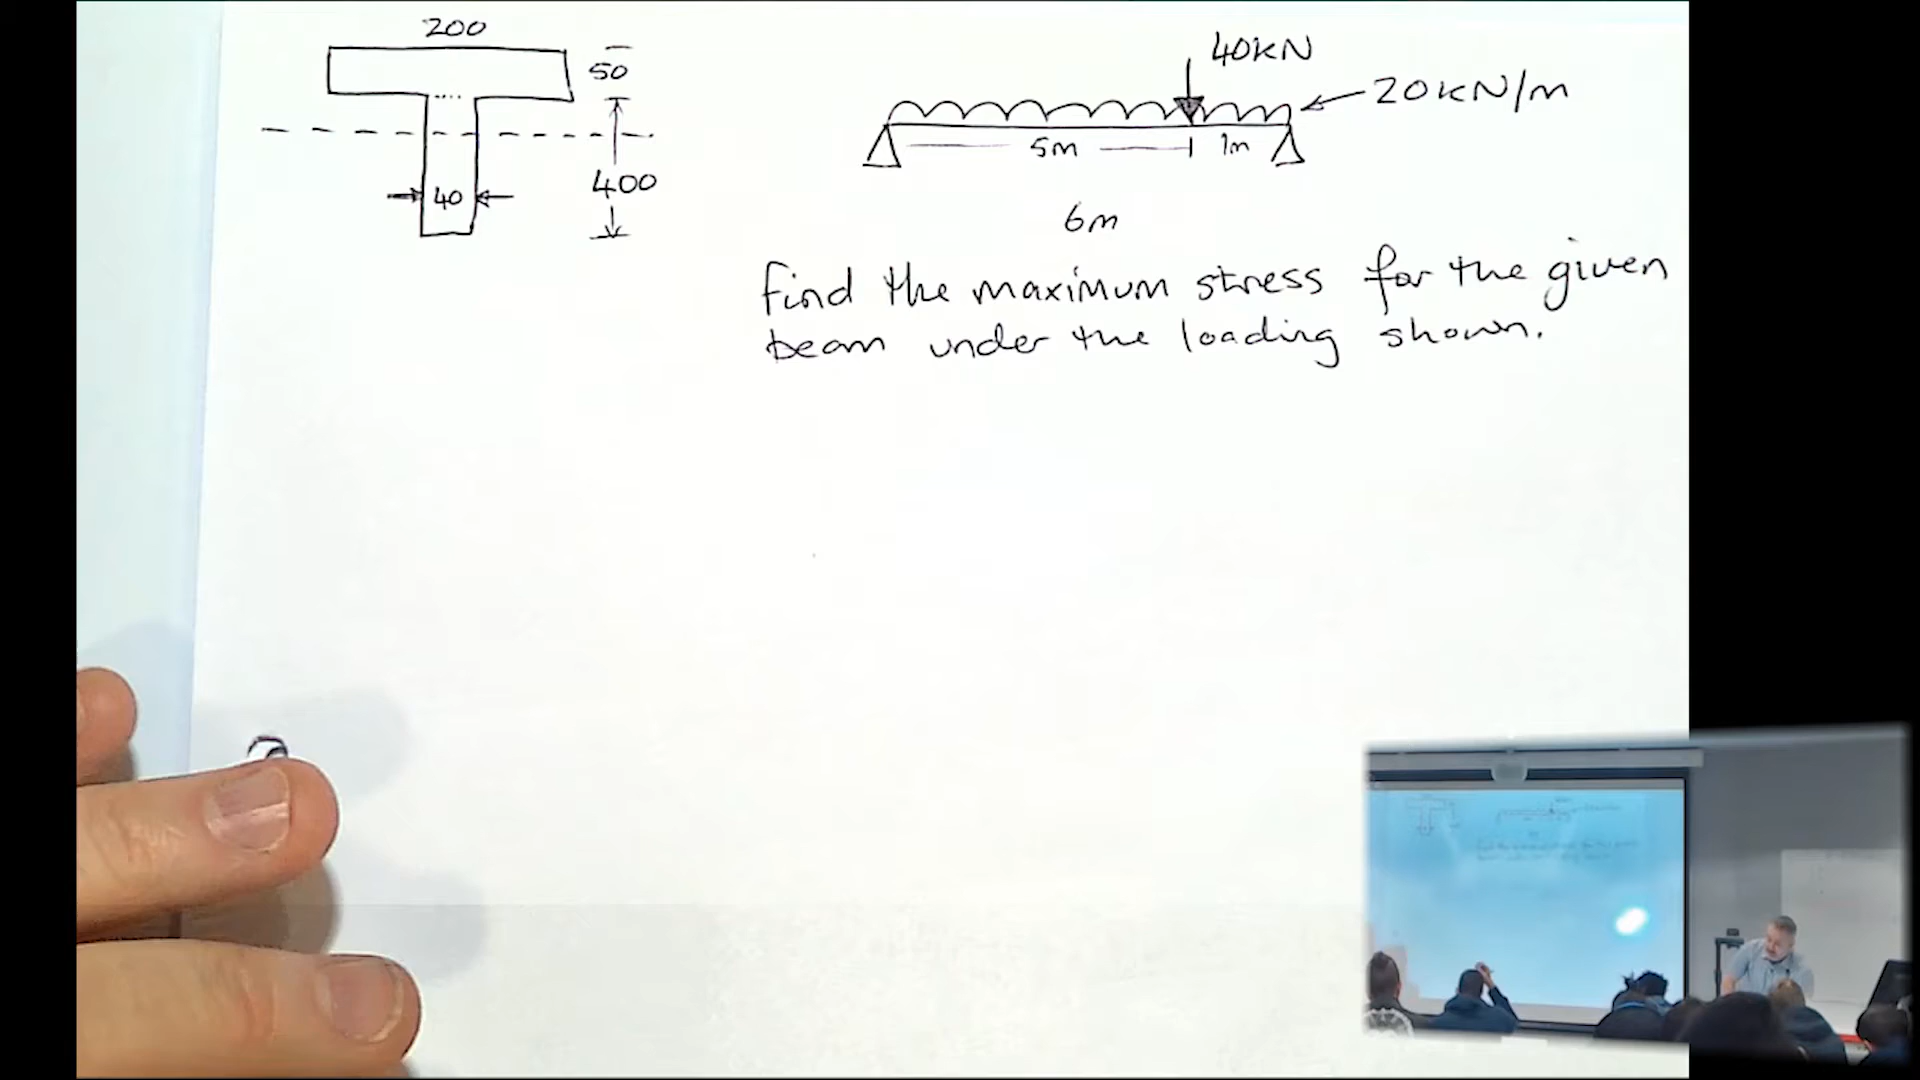 200
50
400
40
40kN
20kN/m
5m
1m
6m
find the maximum stress for the given
beam under the loading shown.